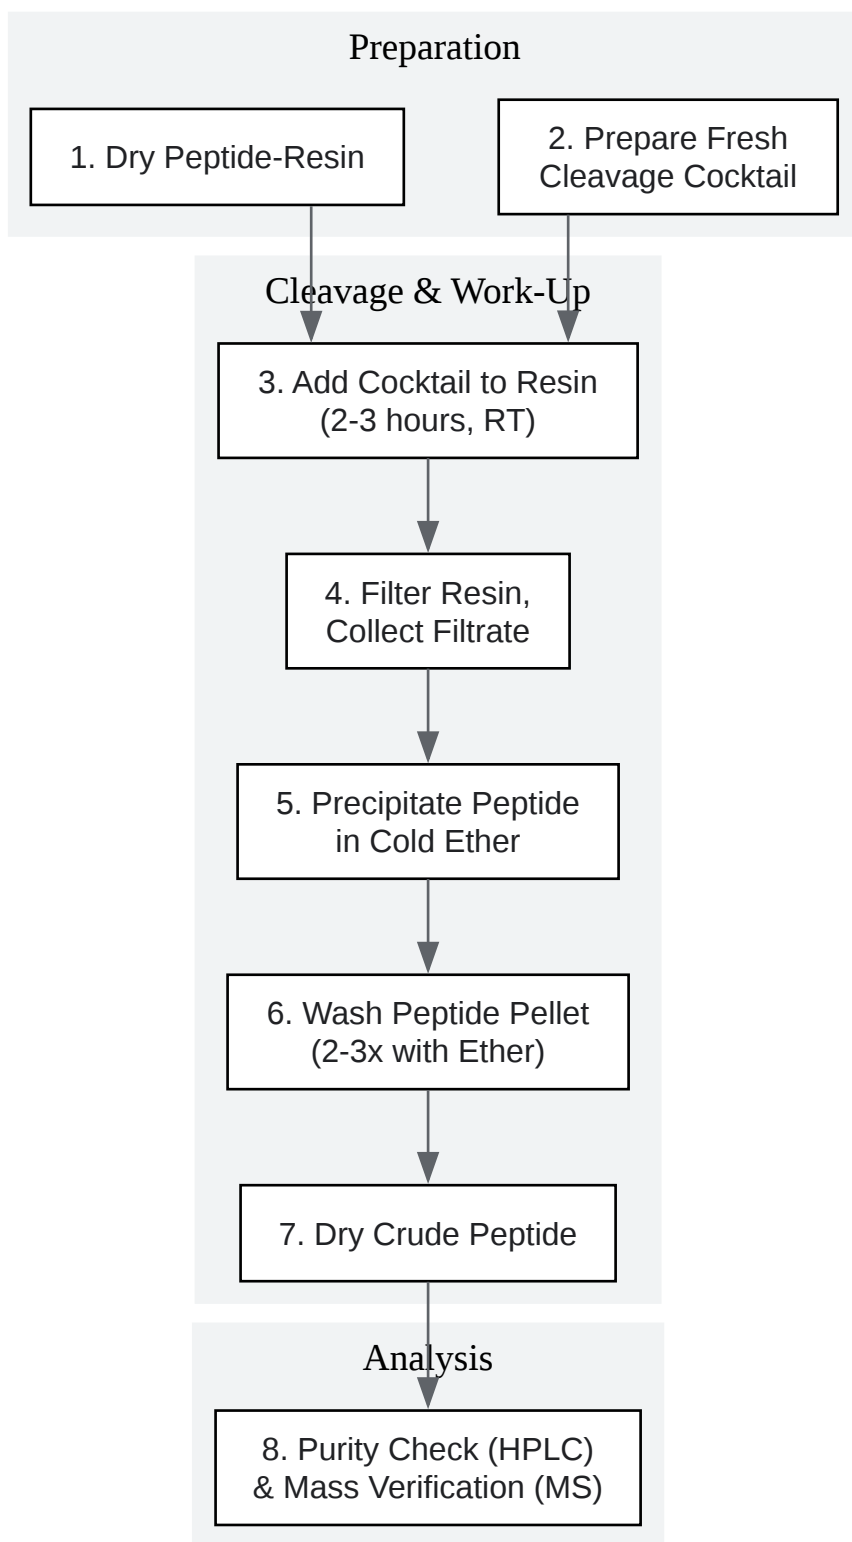 Preparation
1. Dry Peptide-Resin
2. Prepare Fresh
Cleavage Cocktail
Cleavage & Work-Up
3. Add Cocktail to Resin
(2-3 hours, RT)
4. Filter Resin,
Collect Filtrate
5. Precipitate Peptide
in Cold Ether
6. Wash Peptide Pellet
(2-3x with Ether)
7. Dry Crude Peptide
Analysis
8. Purity Check (HPLC)
& Mass Verification (MS)